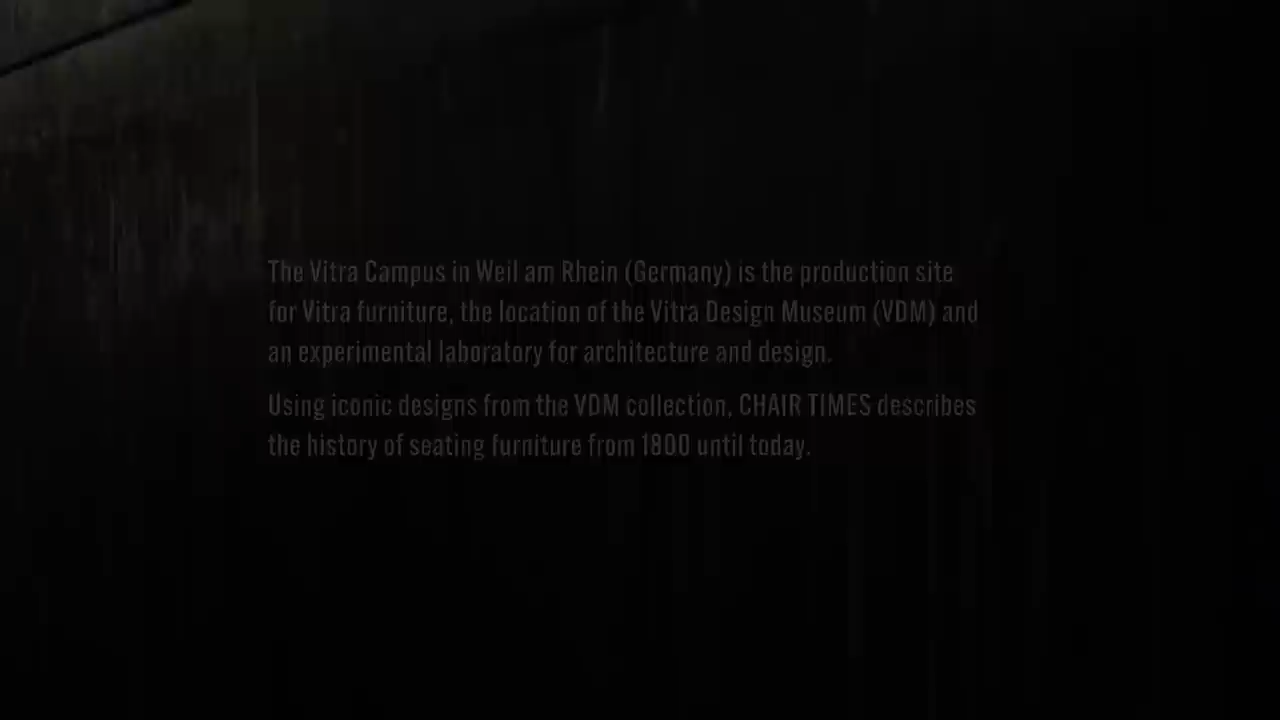 The Vitra Campus in Weil am Rhein (Germany) is the production site
for Vitra furniture, the location of the Vitra Design Museum (VDM) and
an experimental laboratory for architecture and design.
Using iconic designs from the VDM collection, CHAIR TIMES describes
the history of seating furniture from 1800 until today.